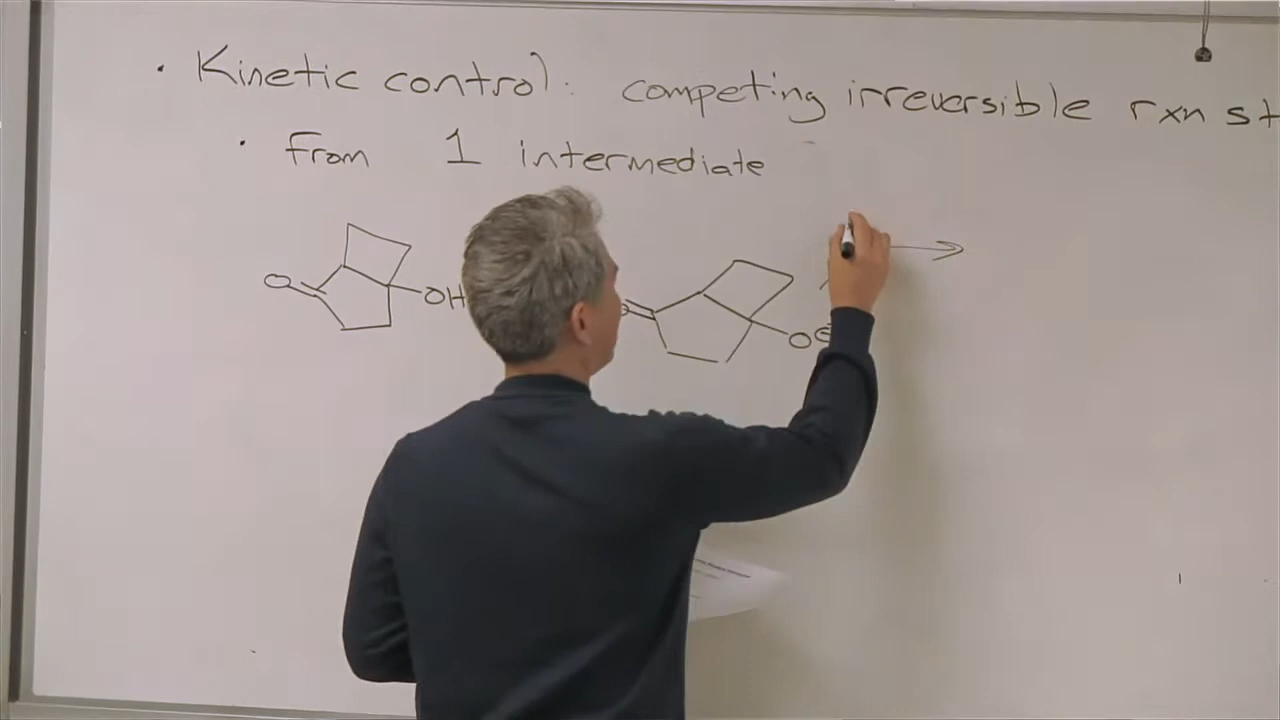 • Kinetic control: competing irreversible rxn st
• From 1 intermediate
O OH O O⊖